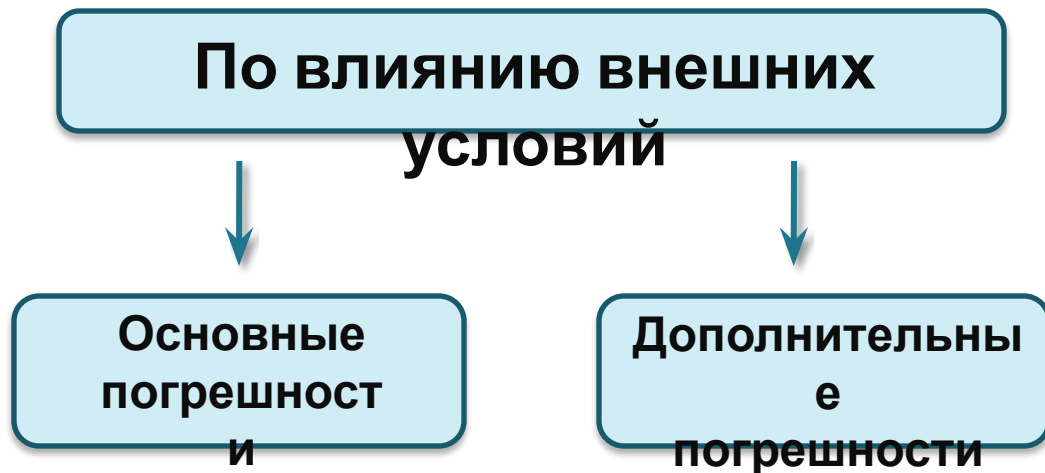 По влиянию внешних
условий
Основные
погрешност
и
Дополнительны
е
погрешности